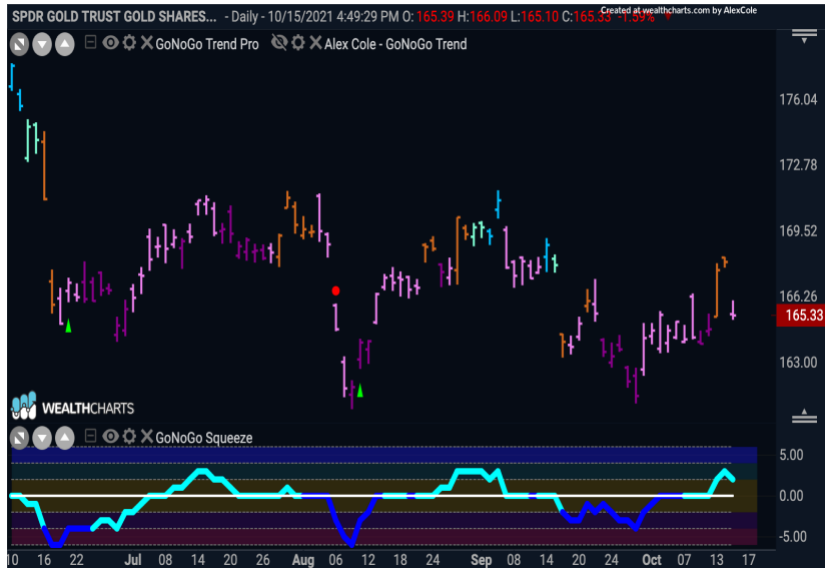 Created at wealthcharts.com by AlexCole
SPDR GOLD TRUST GOLD SHARES... - Daily - 10/15/2021 4:49:29 PM O: 165.39 H:166.09 L:165.10 C:165.33 -1.59%
GoNoGo Trend Pro Alex Cole - GoNoGo Trend
176.04
172.78
169.52
166.26
165.33
163.00
WEALTHCHARTS
GoNoGo Squeeze
5.00
0.00
-5.00
10 16 22 Jul 08 14 20 26 Aug 06 12 18 24 Sep 08 14 20 26 Oct 07 13 17